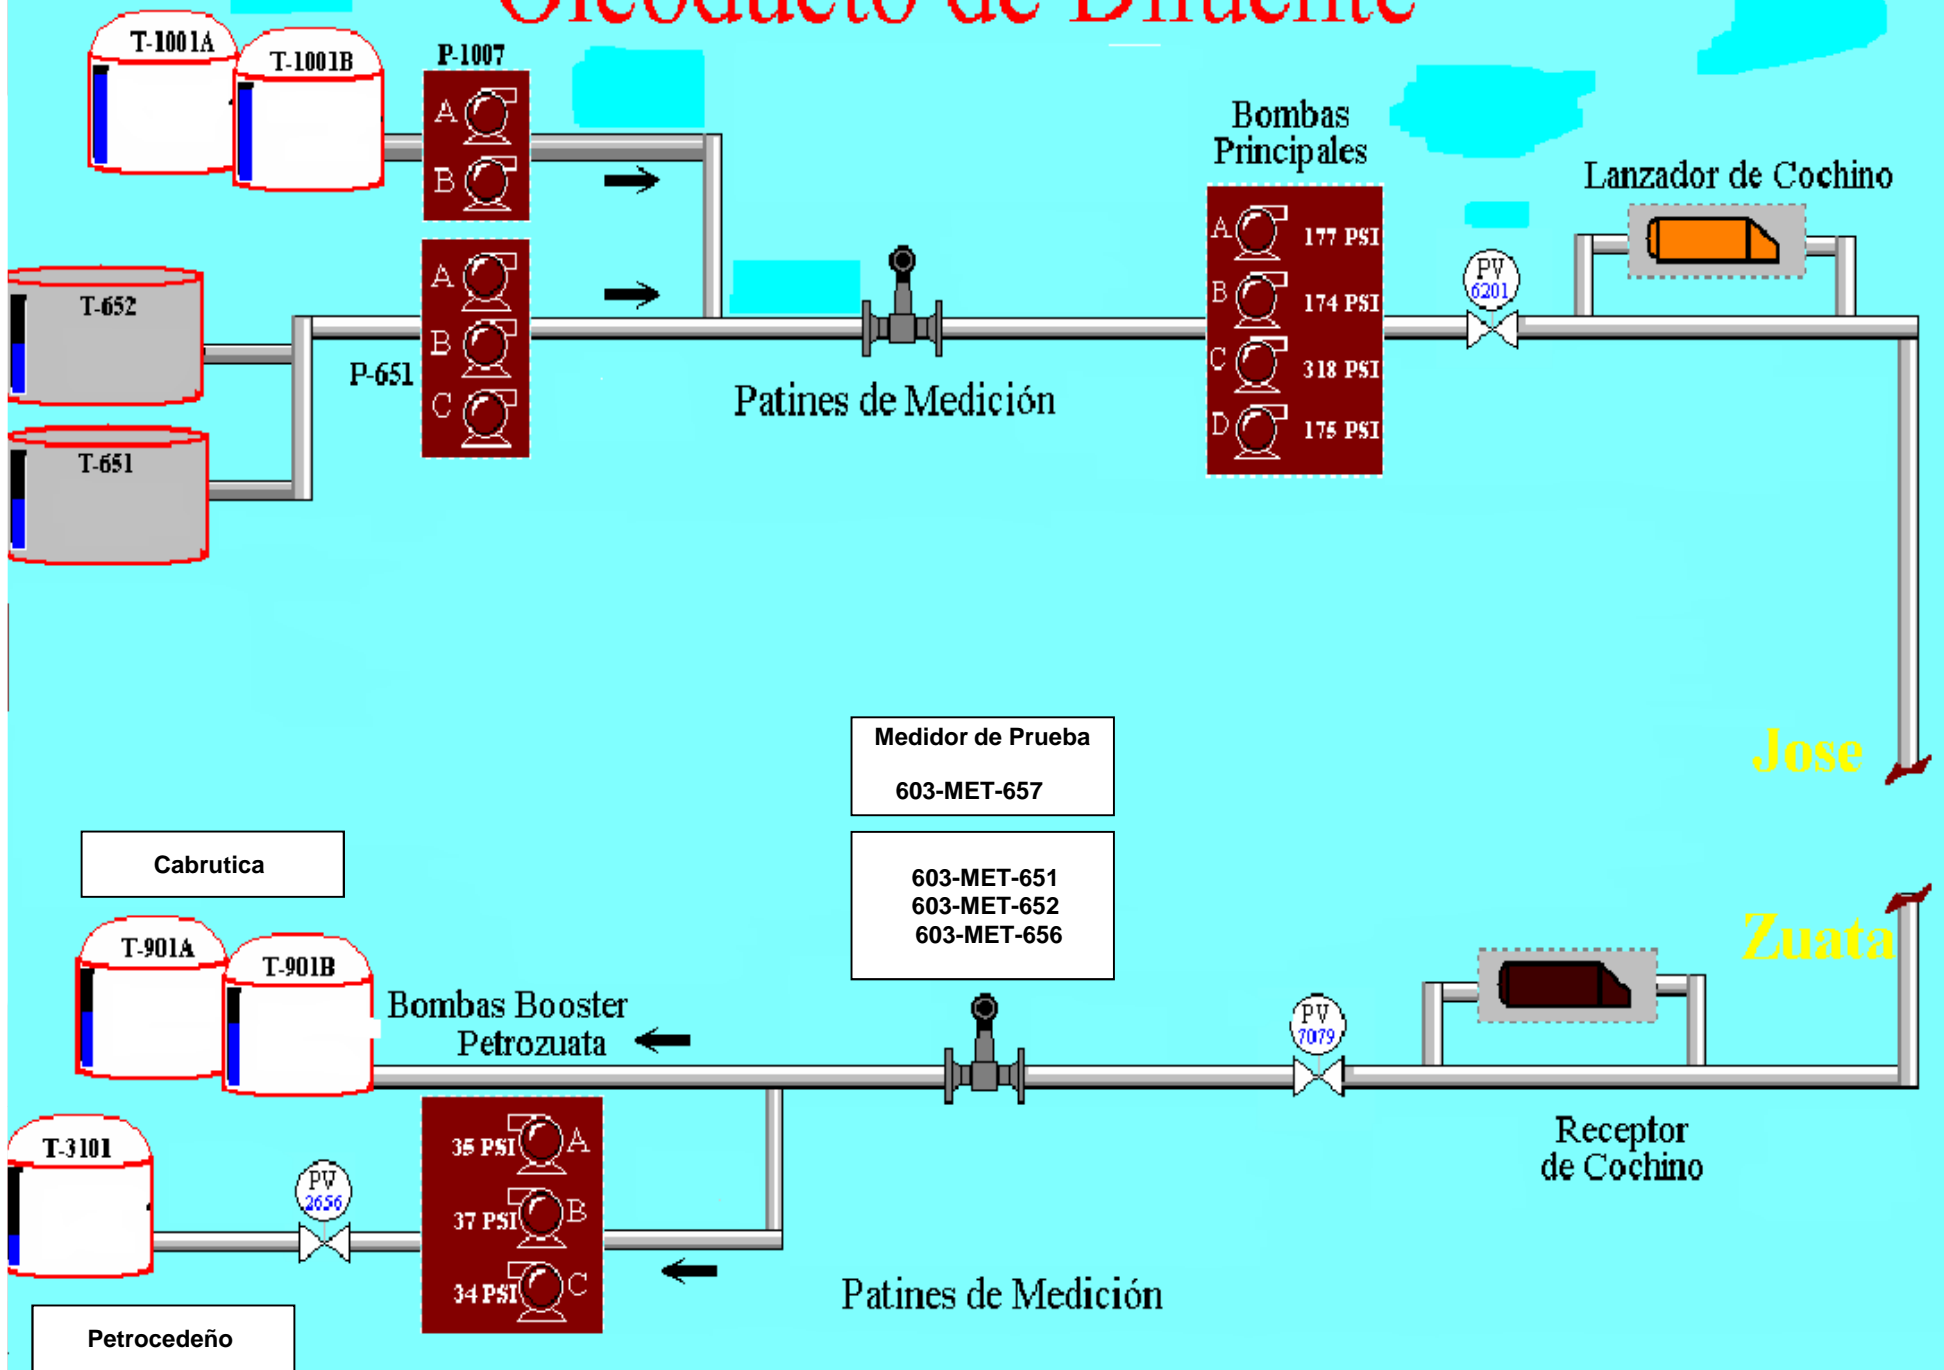 Oleoducto de Diluente
T-1001A
T-1001B
P-1007
A
B
T-652
T-651
P-651
A
B
C
Patines de Medición
Bombas
Principales
A 177 PSI
B 174 PSI
C 318 PSI
D 175 PSI
PV
6201
Lanzador de Cochino
Jose
Zuata
Medidor de Prueba
603-MET-657
603-MET-651
603-MET-652
603-MET-656
Cabrutica
T-901A
T-901B
Bombas Booster
Petrozuata
PV
7079
Receptor
de Cochino
T-3101
PV
2656
35 PSI A
37 PSI B
34 PSI C
Patines de Medición
Petrocedeño